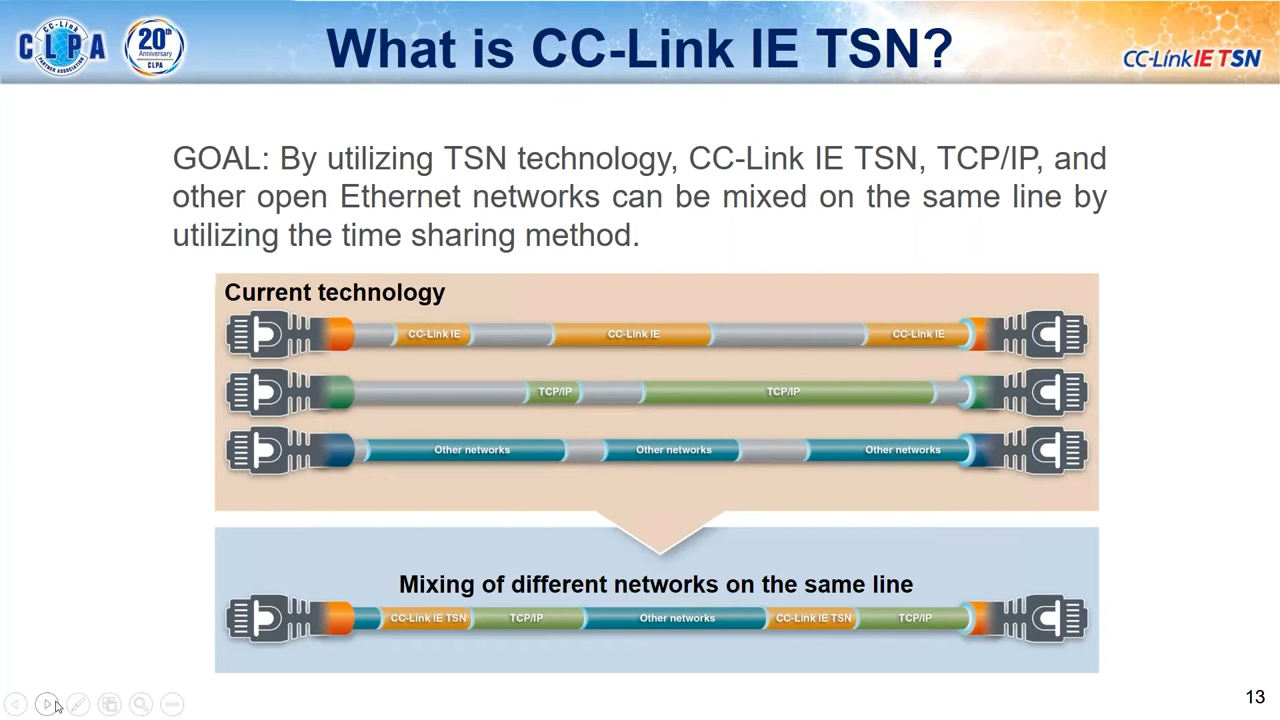 CC-Link
CLPA
PARTNER ASSOCIATION
20th
Anniversary
CLPA
What is CC-Link IE TSN?
CC-Link IE TSN
GOAL: By utilizing TSN technology, CC-Link IE TSN, TCP/IP, and
other open Ethernet networks can be mixed on the same line by
utilizing the time sharing method.
Current technology
CC-Link IE CC-Link IE CC-Link IE
TCP/IP TCP/IP
Other networks Other networks Other networks
Mixing of different networks on the same line
CC-Link IE TSN TCP/IP Other networks CC-Link IE TSN TCP/IP
13